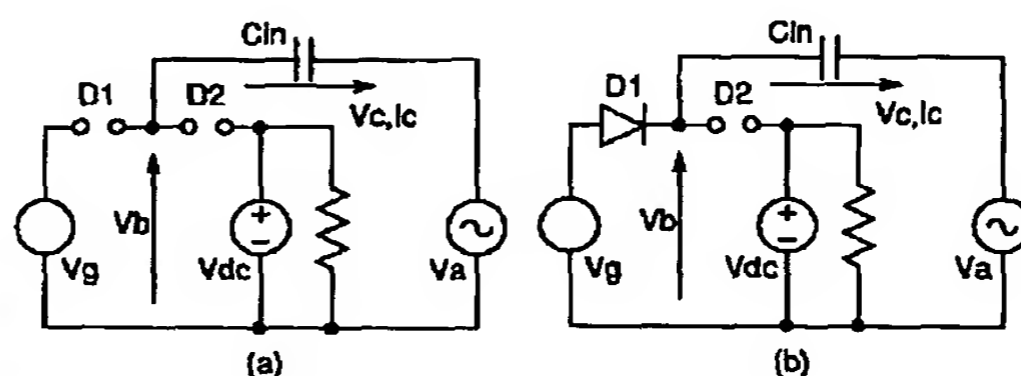 Cin
D1 D2
Vc,Ic
Vb
Vg
Vdc
Va
(a)
Cin
D1
D2
Vc,Ic
Vb
Vg
Vdc
Va
(b)